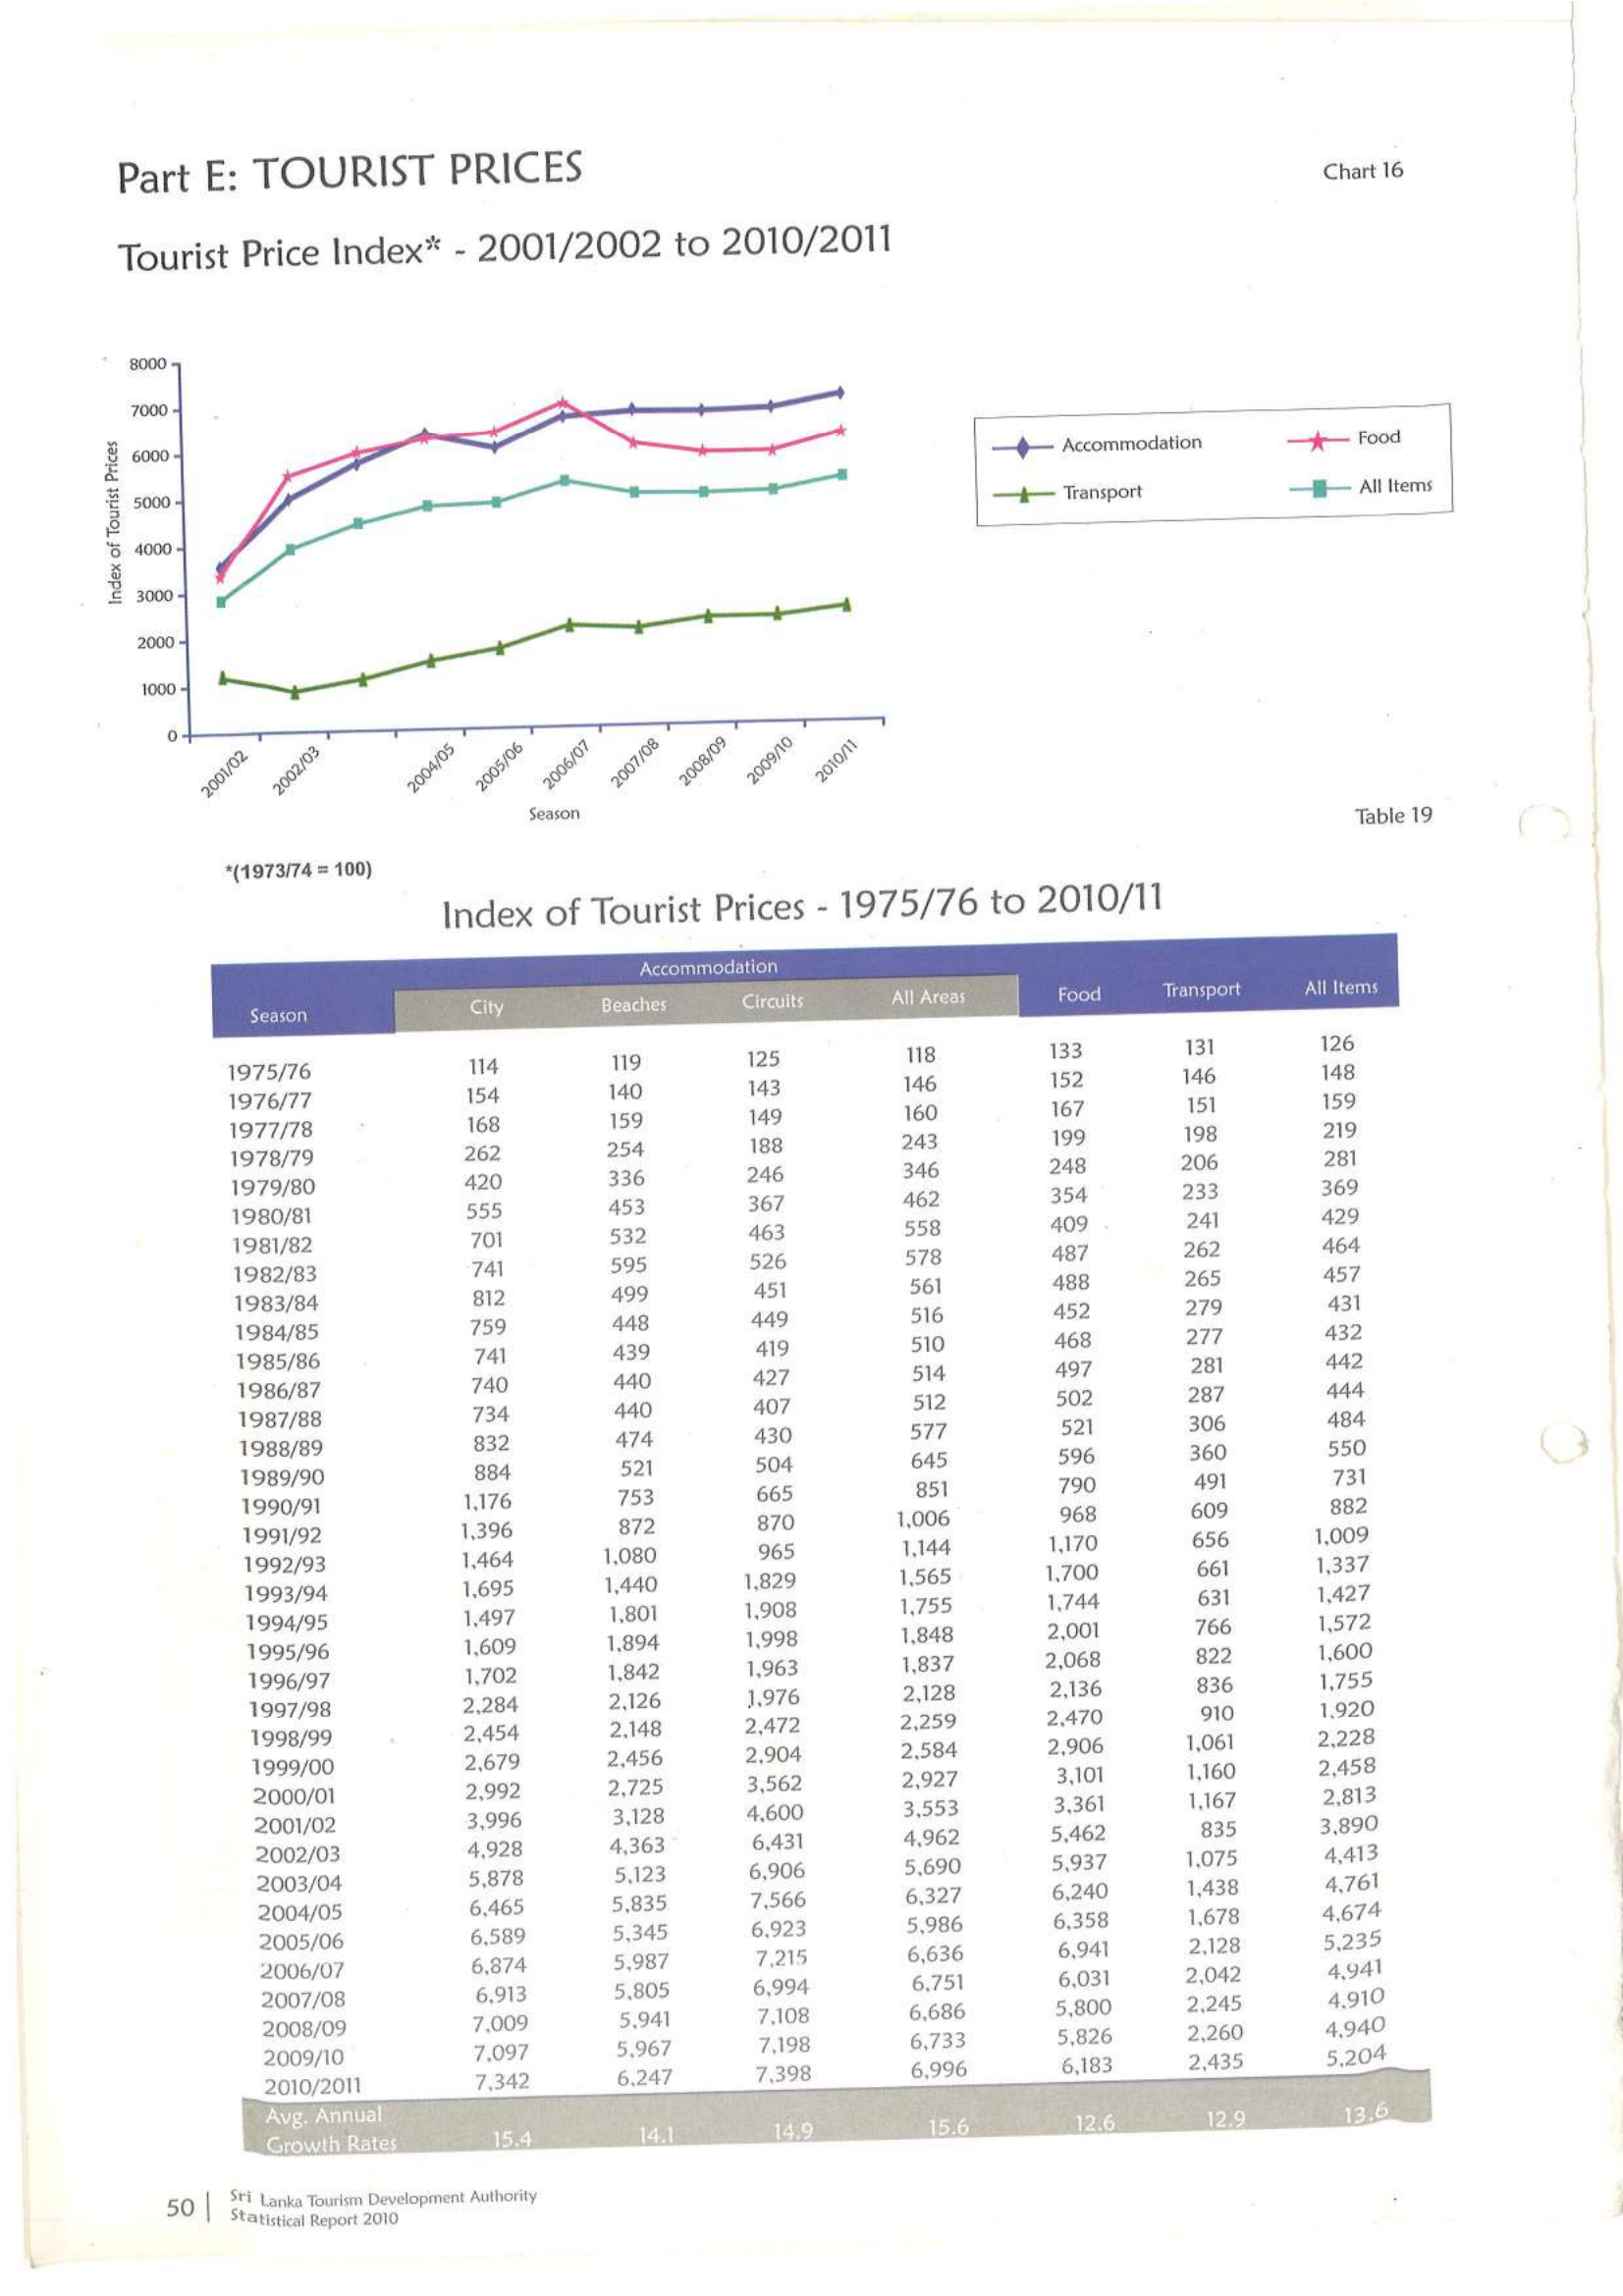 Part E: TOURIST PRICES
Chart 16
Tourist Price Index* - 2001/2002 to 2010/2011
8000
7000
6000
5000
4000
3000
2000
1000
0
Index of Tourist Prices
2001/02 2002/03 2004/05 2005/06 2006/07 2007/08 2008/09 2009/10 2010/11
Season
Accommodation Food
Transport All Items
Table 19
*(1973/74 = 100)
Index of Tourist Prices - 1975/76 to 2010/11
Accommodation
Season City Beaches Circuits All Areas Food Transport All Items
1975/76 114 119 125 118 133 131 126
1976/77 154 140 143 146 152 146 148
1977/78 168 159 149 160 167 151 159
1978/79 262 254 188 243 199 198 219
1979/80 420 336 246 346 248 206 281
1980/81 555 453 367 462 354 233 369
1981/82 701 532 463 558 409 241 429
1982/83 741 595 526 578 487 262 464
1983/84 812 499 451 561 488 265 457
1984/85 759 448 449 516 452 279 431
1985/86 741 439 419 510 468 277 432
1986/87 740 440 427 514 497 281 442
1987/88 734 440 407 512 502 287 444
1988/89 832 474 430 577 521 306 484
1989/90 884 521 504 645 596 360 550
1990/91 1,176 753 665 851 790 491 731
1991/92 1,396 872 870 1,006 968 609 882
1992/93 1,464 1,080 965 1,144 1,170 656 1,009
1993/94 1,695 1,440 1,829 1,565 1,700 661 1,337
1994/95 1,497 1,801 1,908 1,755 1,744 631 1,427
1995/96 1,609 1,894 1,998 1,848 2,001 766 1,572
1996/97 1,702 1,842 1,963 1,837 2,068 822 1,600
1997/98 2,284 2,126 1,976 2,128 2,136 836 1,755
1998/99 2,454 2,148 2,472 2,259 2,470 910 1,920
1999/00 2,679 2,456 2,904 2,584 2,906 1,061 2,228
2000/01 2,992 2,725 3,562 2,927 3,101 1,160 2,458
2001/02 3,996 3,128 4,600 3,553 3,361 1,167 2,813
2002/03 4,928 4,363 6,431 4,962 5,462 835 3,890
2003/04 5,878 5,123 6,906 5,690 5,937 1,075 4,413
2004/05 6,465 5,835 7,566 6,327 6,240 1,438 4,761
2005/06 6,589 5,345 6,923 5,986 6,358 1,678 4,674
2006/07 6,874 5,987 7,215 6,636 6,941 2,128 5,235
2007/08 6,913 5,805 6,994 6,751 6,031 2,042 4,941
2008/09 7,009 5,941 7,108 6,686 5,800 2,245 4,910
2009/10 7,097 5,967 7,198 6,733 5,826 2,260 4,940
2010/2011 7,342 6,247 7,398 6,996 6,183 2,435 5,204
Avg. Annual
Growth Rates 15.4 14.1 14.9 15.6 12.6 12.9 13.6
50 | Sri Lanka Tourism Development Authority
Statistical Report 2010